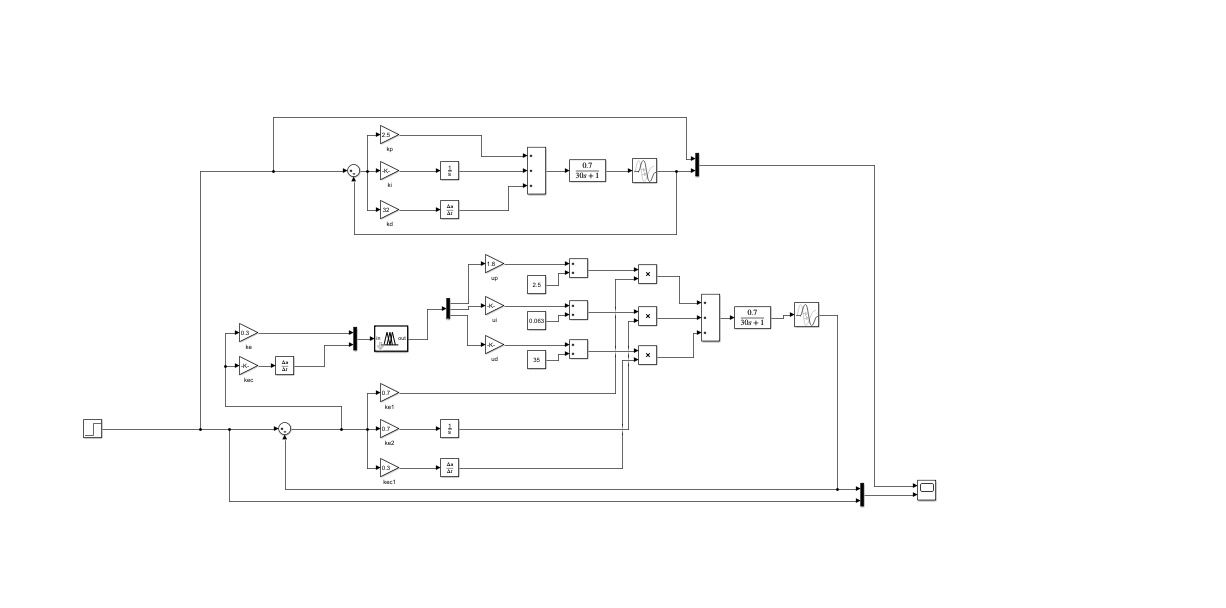 2.5
kp
-K-
ki
1
s
32
kd
Δu
Δt
0.7
30s + 1
1.8
up
2.5
×
-K-
ui
0.063
×
-K-
ud
35
×
0.7
30s + 1
0.3
ke
in
out
-K-
kec
Δu
Δt
0.7
ke1
0.7
ke2
1
s
0.3
kec1
Δu
Δt